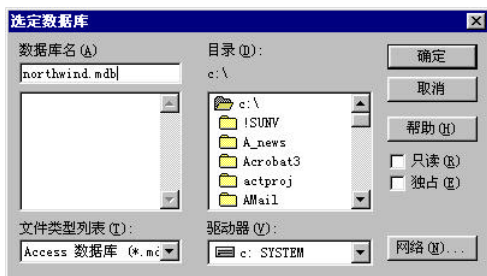 选定数据库
数据库名(A)
northwind.mdb
目录(D):
c:\
c:\
!SUNV
A_news
Acrobat3
actproj
AMail
确定
取消
帮助(H)
只读(R)
独占(E)
文件类型列表(T):
Access 数据库 (*.md
驱动器(V):
c: SYSTEM
网络(N)...